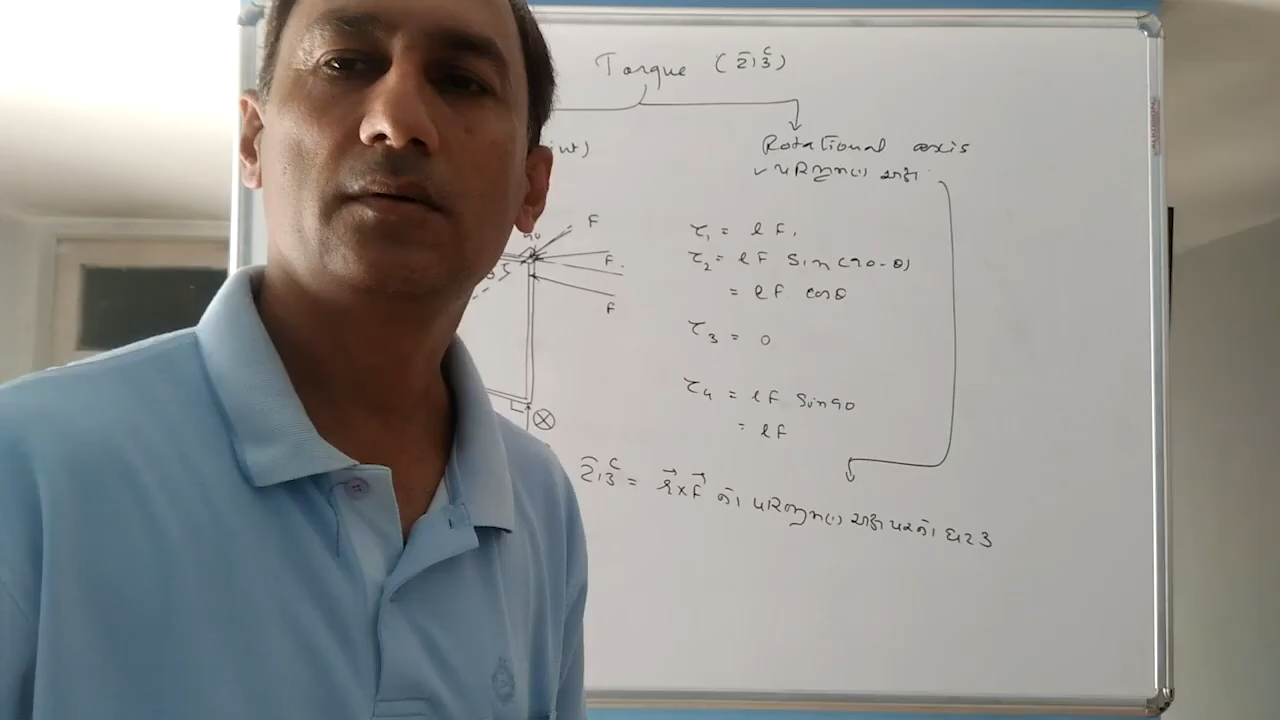 Torque (ટોર્ક)
Rotational axis
int)
✓ પરિભ્રમણ અક્ષ
F
90
τ₁ = lF₁
F
τ₂ = lF Sin(90-θ)
= lF cosθ
F
τ₃ = 0
τ₄ = lF Sin90
= lF
ટોર્ક = r⃗×F⃗ નો પરિભ્રમણ અક્ષ પરનો ઘટક